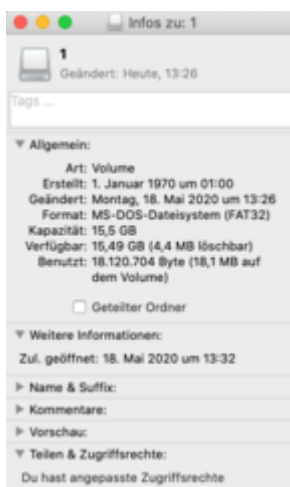 Infos zu: 1
1
Geändert: Heute, 13:26
Tags ...
Allgemein:
Art: Volume
Erstellt: 1. Januar 1970 um 01:00
Geändert: Montag, 18. Mai 2020 um 13:26
Format: MS-DOS-Dateisystem (FAT32)
Kapazität: 15,5 GB
Verfügbar: 15,49 GB (4,4 MB löschbar)
Benutzt: 18.120.704 Byte (18,1 MB auf
dem Volume)
Geteilter Ordner
Weitere Informationen:
Zul. geöffnet: 18. Mai 2020 um 13:32
Name & Suffix:
Kommentare:
Vorschau:
Teilen & Zugriffsrechte:
Du hast angepasste Zugriffsrechte